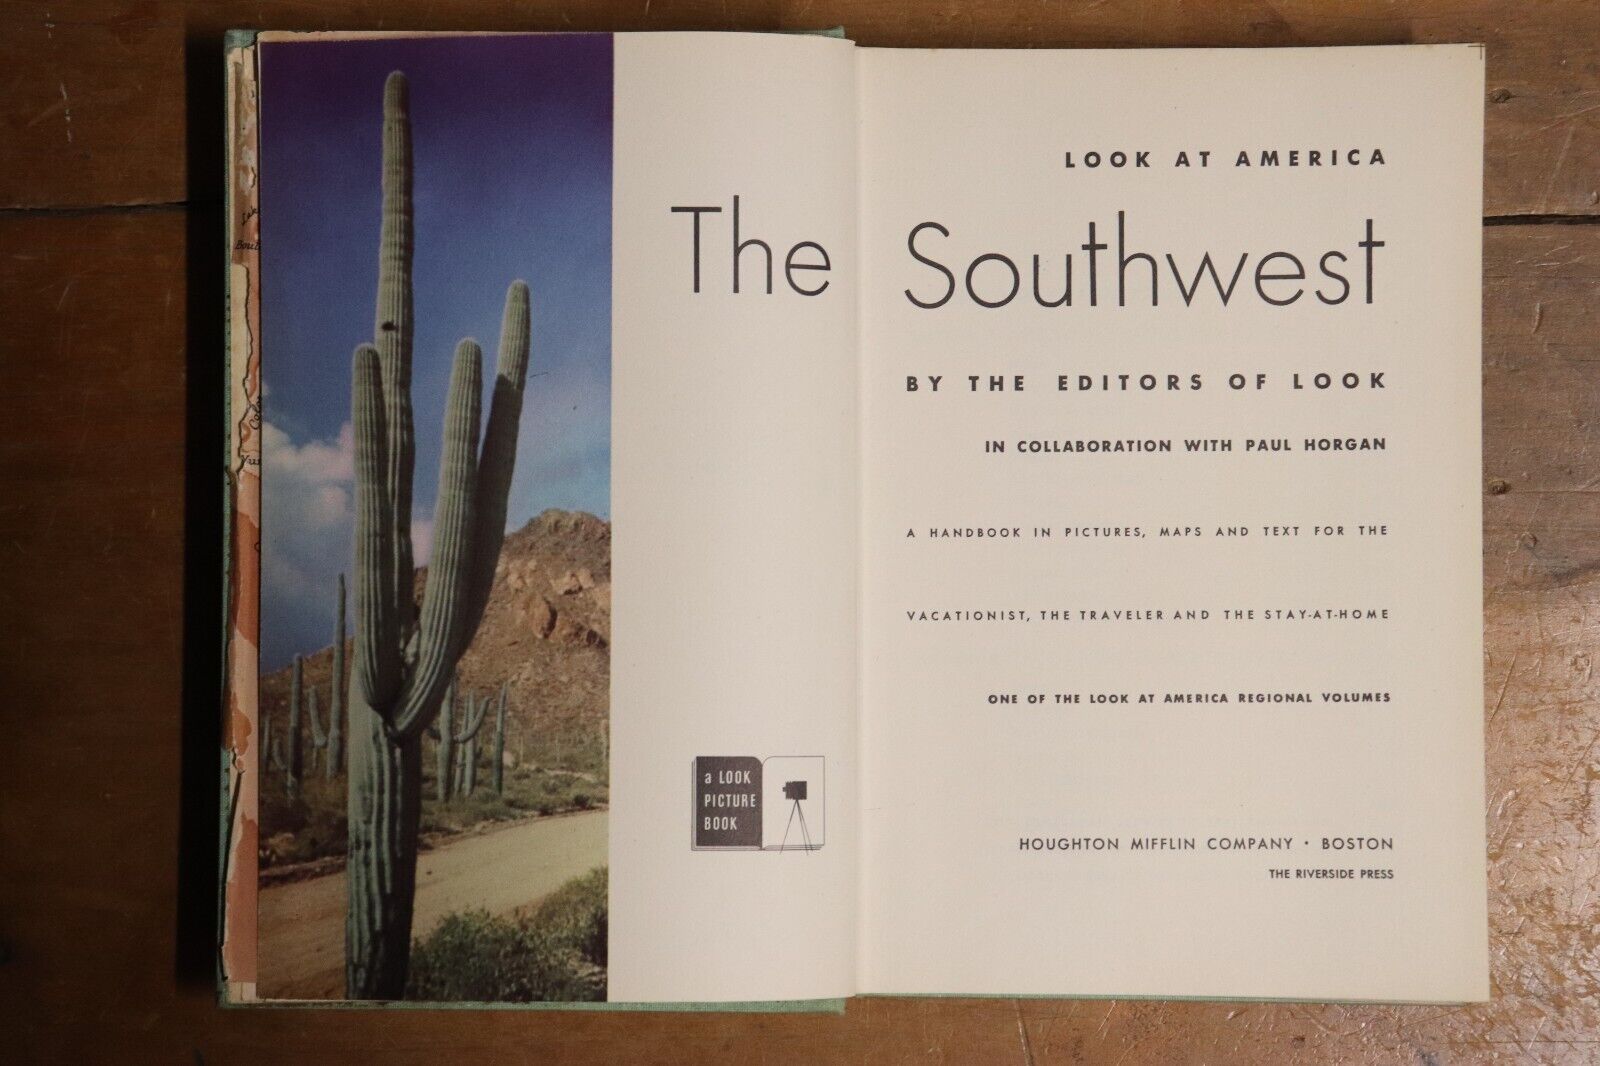 LOOK AT AMERICA
The Southwest
BY THE EDITORS OF LOOK
IN COLLABORATION WITH PAUL HORGAN
A HANDBOOK IN PICTURES, MAPS AND TEXT FOR THE
VACATIONIST, THE TRAVELER AND THE STAY-AT-HOME
ONE OF THE LOOK AT AMERICA REGIONAL VOLUMES
a LOOK
PICTURE
BOOK
HOUGHTON MIFFLIN COMPANY • BOSTON
THE RIVERSIDE PRESS